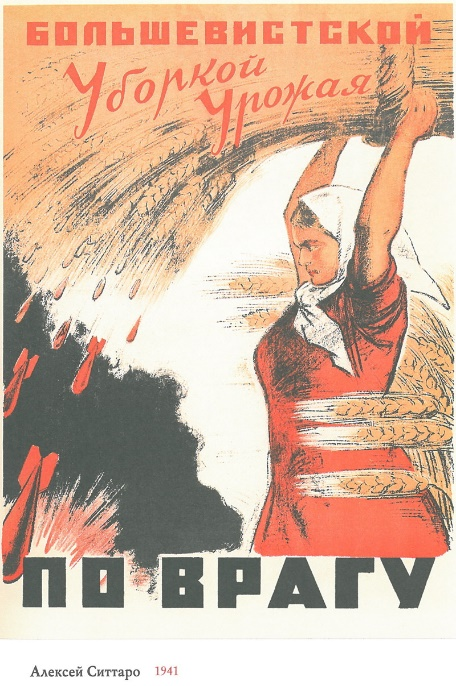 БОЛЬШЕВИСТСКОЙ
Уборкой
Урожая
ПО ВРАГУ
Алексей Ситтаро 1941